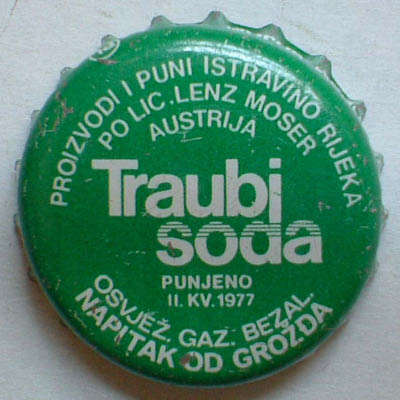 PROIZVODI I PUNI ISTRAVINO RIJEKA
PO LIC. LENZ MOSER
AUSTRIJA
Traubi
soda
PUNJENO
II. KV. 1977
OSVJEŽ. GAZ. BEZAL.
NAPITAK OD GROŽĐA